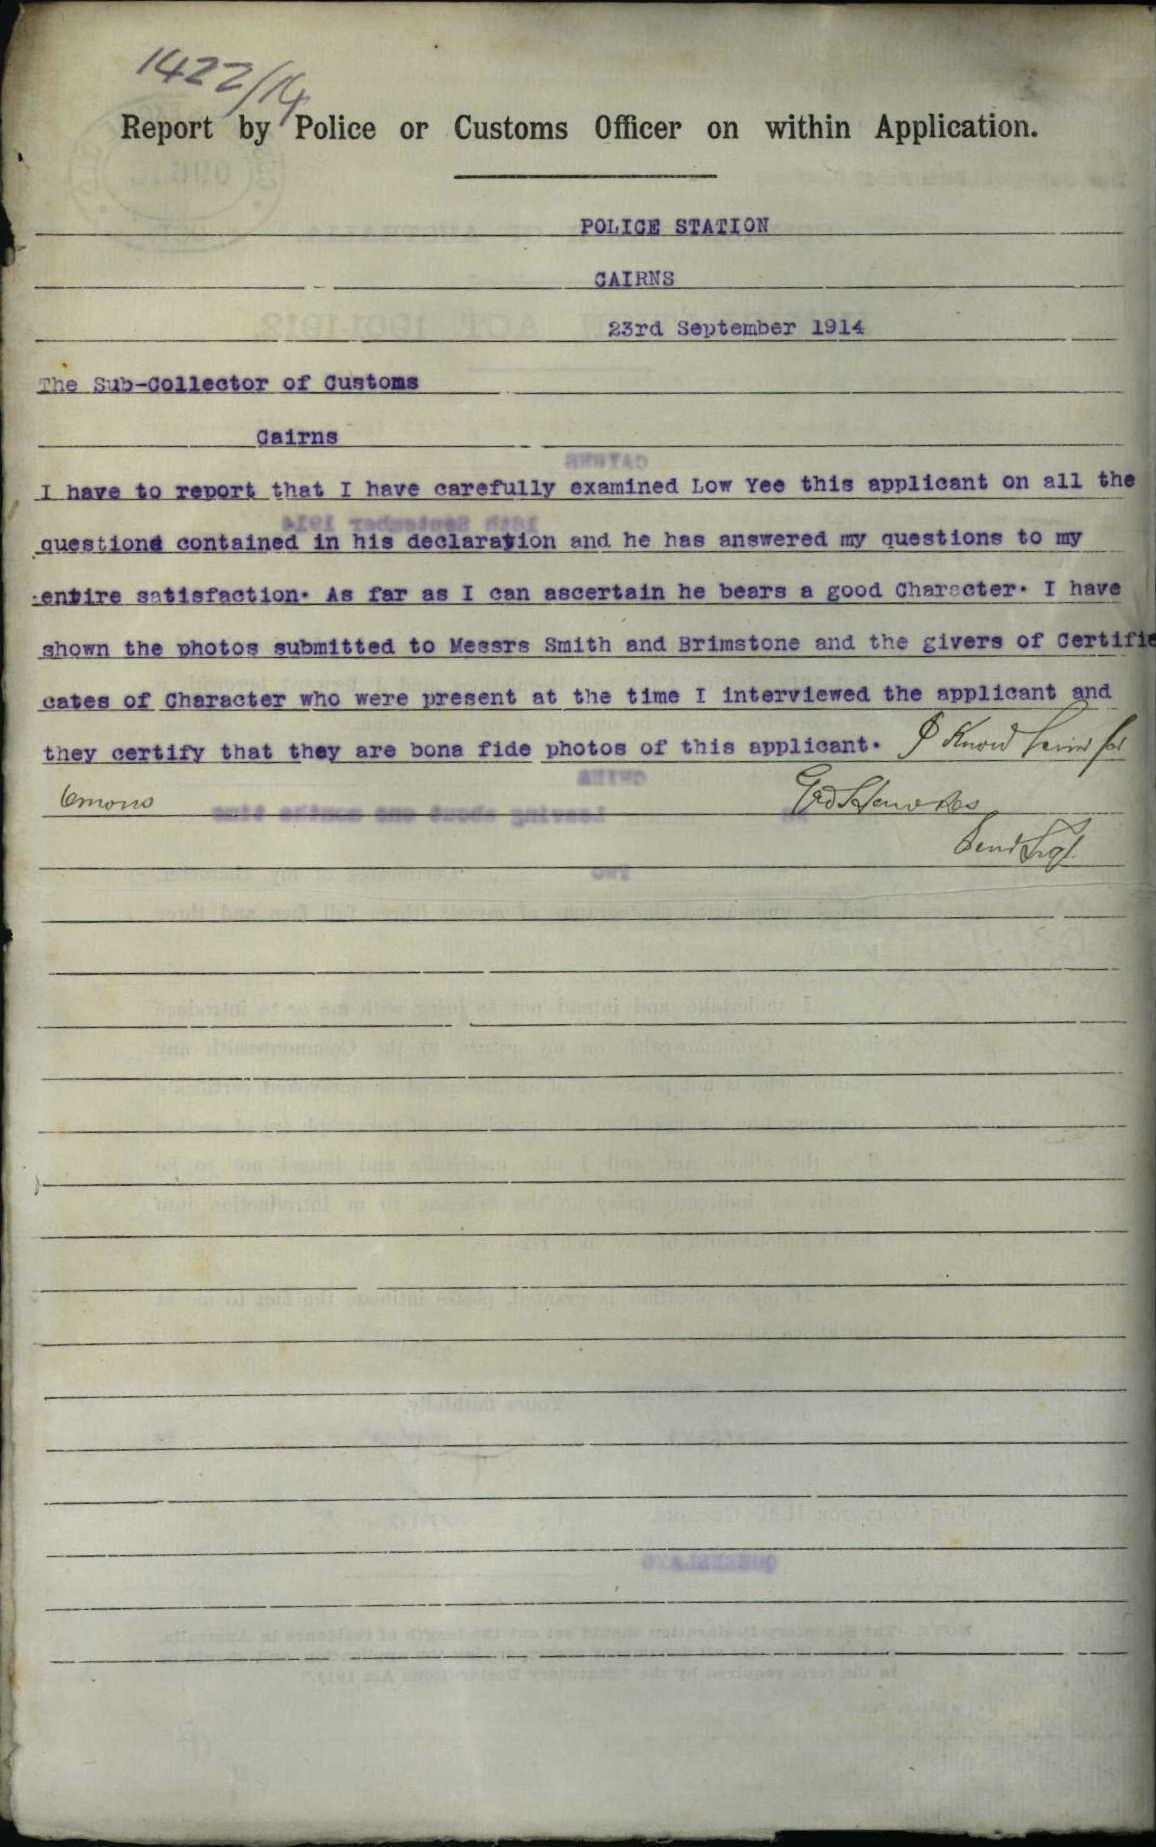 1422/14
Report by Police or Customs Officer on within Application.
POLICE STATION
CAIRNS
23rd September 1914
The Sub-Collector of Customs
Cairns
I have to report that I have carefully examined Low Yee this applicant on all the
questions contained in his declaration and he has answered my questions to my
entire satisfaction. As far as I can ascertain he bears a good Character. I have
shown the photos submitted to Messrs Smith and Brimstone and the givers of Certifi
cates of Character who were present at the time I interviewed the applicant and
they certify that they are bona fide photos of this applicant. I Know him for
6mons